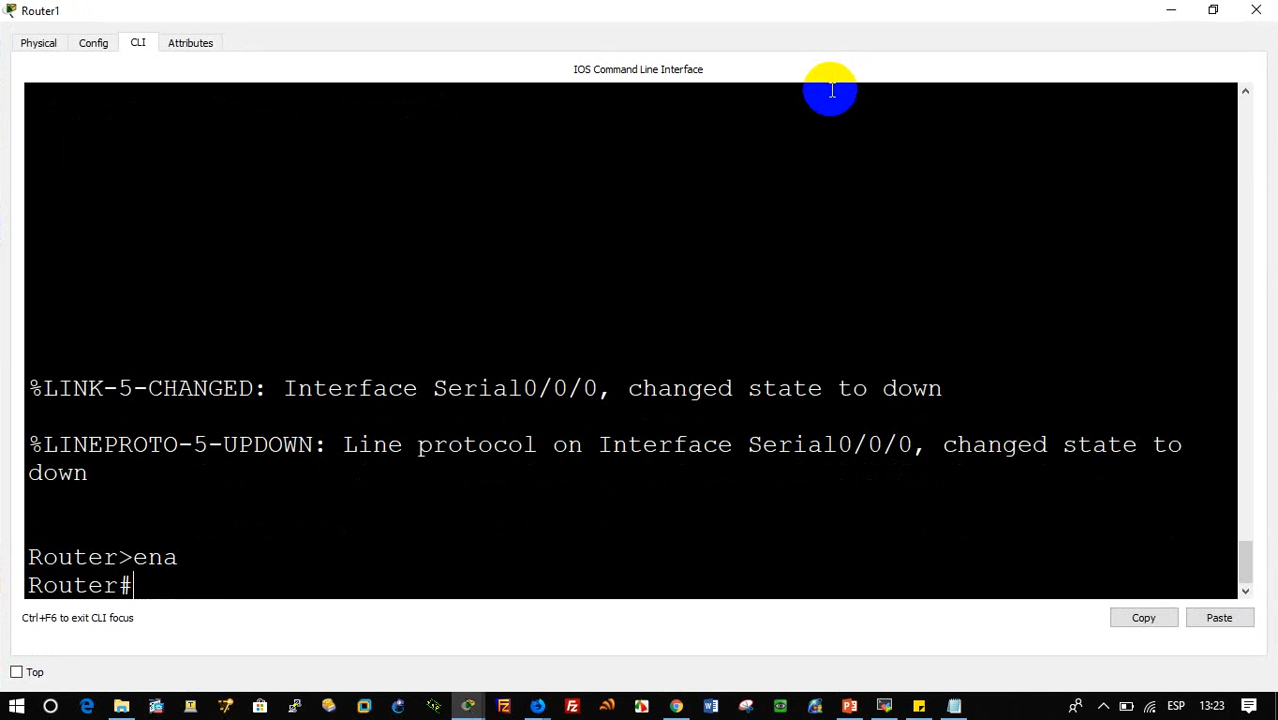 Router1
Physical Config CLI Attributes
IOS Command Line Interface
%LINK-5-CHANGED: Interface Serial0/0/0, changed state to down
%LINEPROTO-5-UPDOWN: Line protocol on Interface Serial0/0/0, changed state to
down
Router>ena
Router#
Ctrl+F6 to exit CLI focus
Copy Paste
Top
ESP 13:23